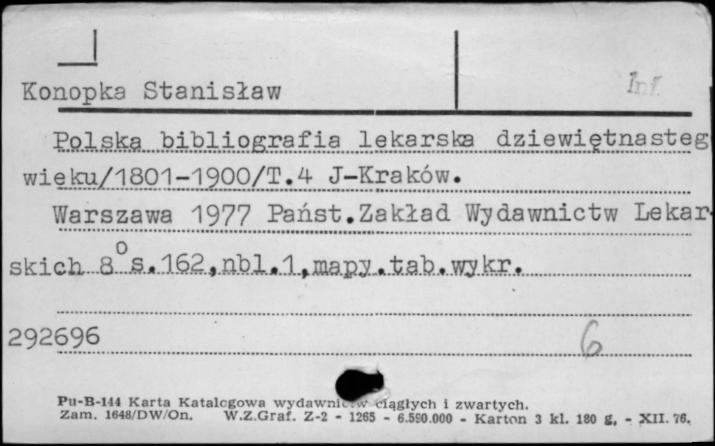 Konopka Stanisław
Inf.
Polska bibliografia lekarska dziewiętnasteg
wieku/1801-1900/T.4 J-Kraków.
Warszawa 1977 Państ.Zakład Wydawnictw Lekar-
skich 8° s.162,nbl.1,mapy.tab.wykr.
292696
6
Pu-B-144 Karta Katalogowa wydawnictw ciągłych i zwartych.
Zam. 1648/DW/On. W.Z.Graf. Z-2 - 1265 - 6.590.000 - Karton 3 kl. 180 g, - XII. 76.